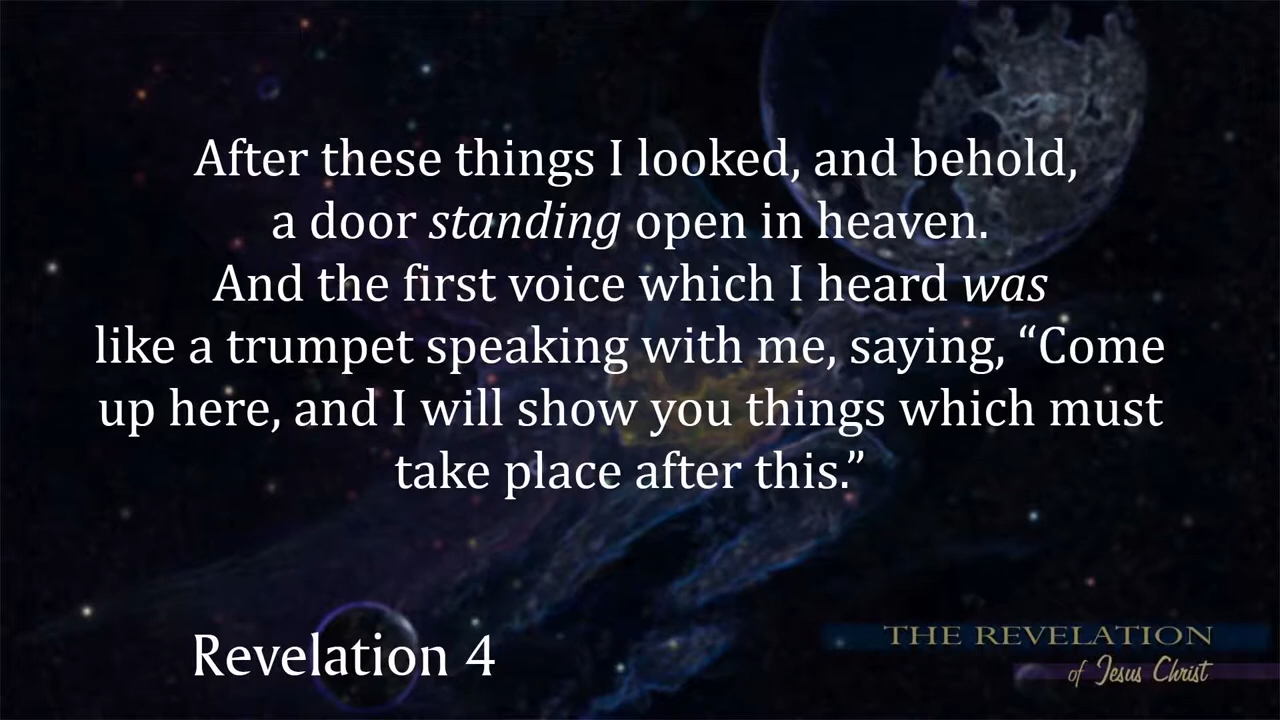 After these things I looked, and behold,
a door standing open in heaven.
And the first voice which I heard was
like a trumpet speaking with me, saying, “Come
up here, and I will show you things which must
take place after this.”
Revelation 4
THE REVELATION
of Jesus Christ